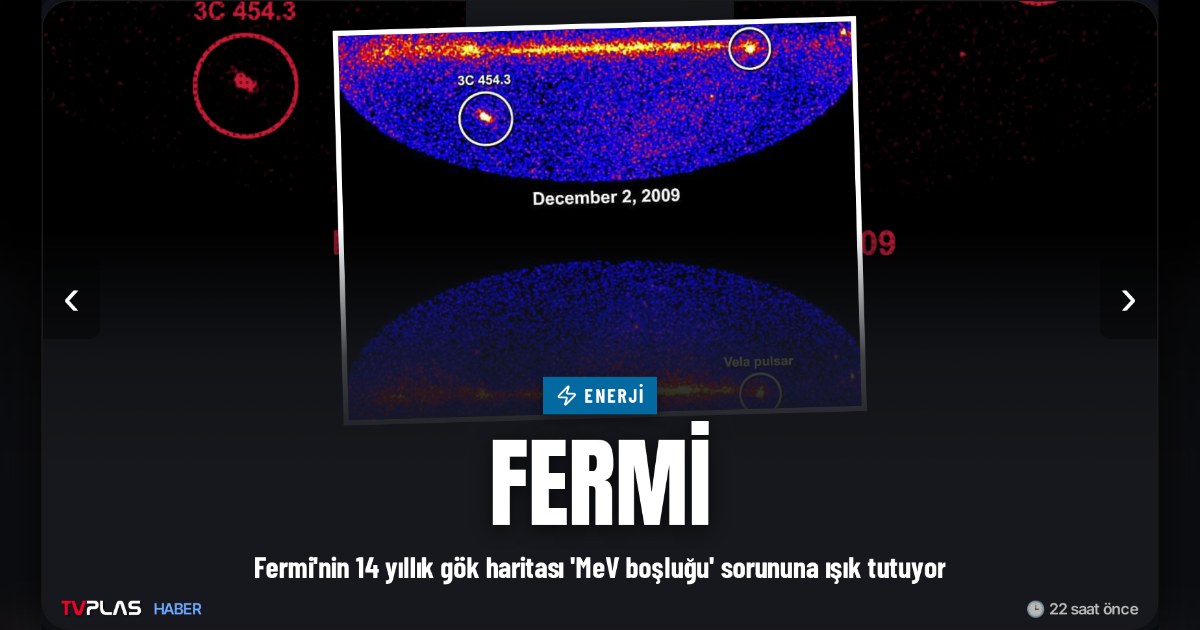 3C 454.3
3C 454.3
December 2, 2009
09
Vela pulsar
ENERJİ
FERMİ
Fermi'nin 14 yıllık gök haritası 'MeV boşluğu' sorununa ışık tutuyor
TVPLAS HABER
22 saat önce